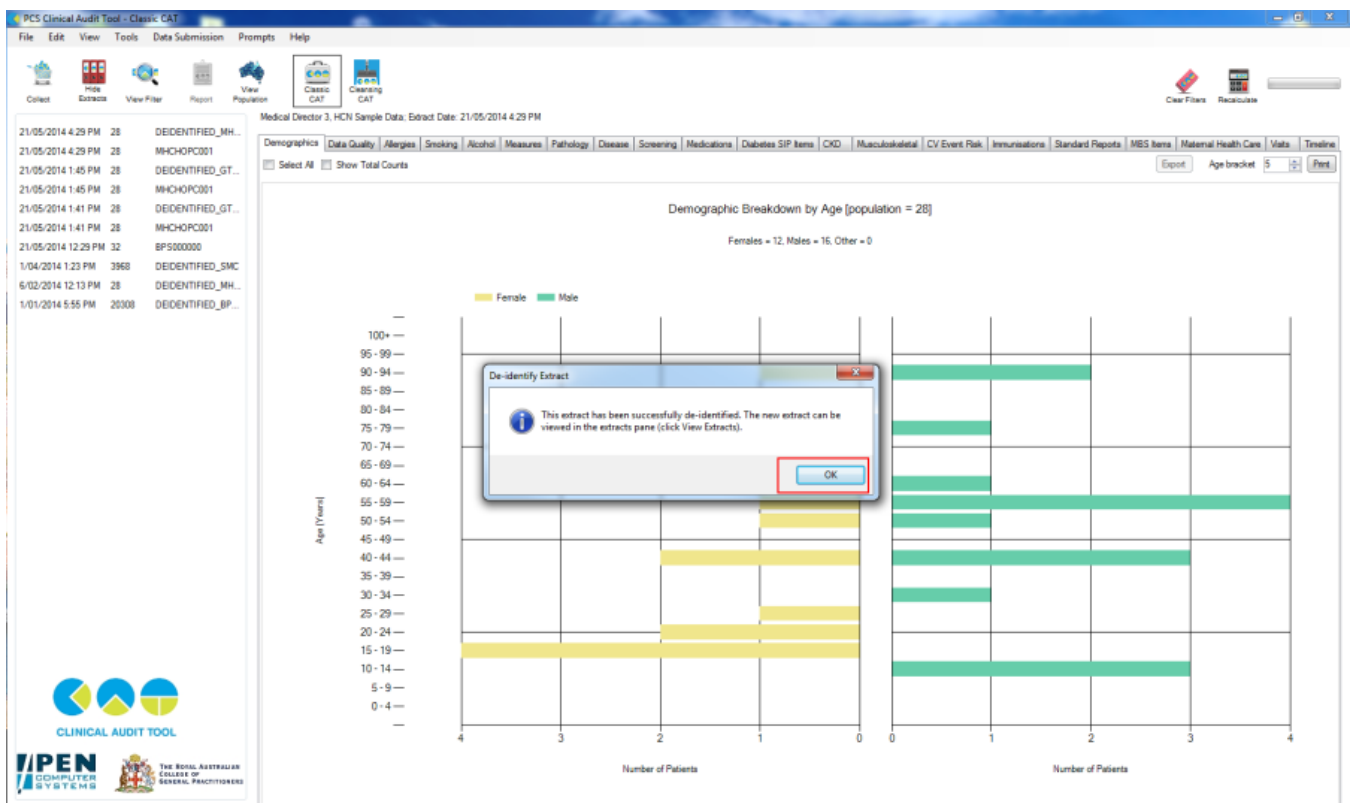 PCS Clinical Audit Tool - Classic CAT
File Edit View Tools Data Submission Prompts Help
Collect
Hide Extracts
View Filter
Report
View Population
Classic CAT
Cleansing CAT
Clear Filters
Recalculate
Medical Director 3, HCN Sample Data; Extract Date: 21/05/2014 4:29 PM
21/05/2014 4:29 PM 28 DEIDENTIFIED_MH...
21/05/2014 4:29 PM 28 MHCHOPC001
21/05/2014 1:45 PM 28 DEIDENTIFIED_GT...
21/05/2014 1:45 PM 28 MHCHOPC001
21/05/2014 1:41 PM 28 DEIDENTIFIED_GT...
21/05/2014 1:41 PM 28 MHCHOPC001
21/05/2014 12:29 PM 32 BPS000000
1/04/2014 1:23 PM 3968 DEIDENTIFIED_SMC
6/02/2014 12:13 PM 28 DEIDENTIFIED_MH...
1/01/2014 5:55 PM 20308 DEIDENTIFIED_BP...
Demographics Data Quality Allergies Smoking Alcohol Measures Pathology Disease Screening Medications Diabetes SIP Items CKD Musculoskeletal CV Event Risk Immunisations Standard Reports MBS Items Maternal Health Care Visits Timeline
Select All Show Total Counts Export Age bracket 5 Print
Demographic Breakdown by Age [population = 28]
Females = 12, Males = 16, Other = 0
Female Male
100+
95 - 99
90 - 94
85 - 89
80 - 84
75 - 79
70 - 74
65 - 69
60 - 64
55 - 59
50 - 54
45 - 49
40 - 44
35 - 39
30 - 34
25 - 29
20 - 24
15 - 19
10 - 14
5 - 9
0 - 4
Age [Years]
De-identify Extract
This extract has been successfully de-identified. The new extract can be
viewed in the extracts pane (click View Extracts).
OK
4 3 2 1 0 0 1 2 3 4
Number of Patients Number of Patients
CLINICAL AUDIT TOOL
PEN
COMPUTER
SYSTEMS
THE ROYAL AUSTRALIAN
COLLEGE OF
GENERAL PRACTITIONERS